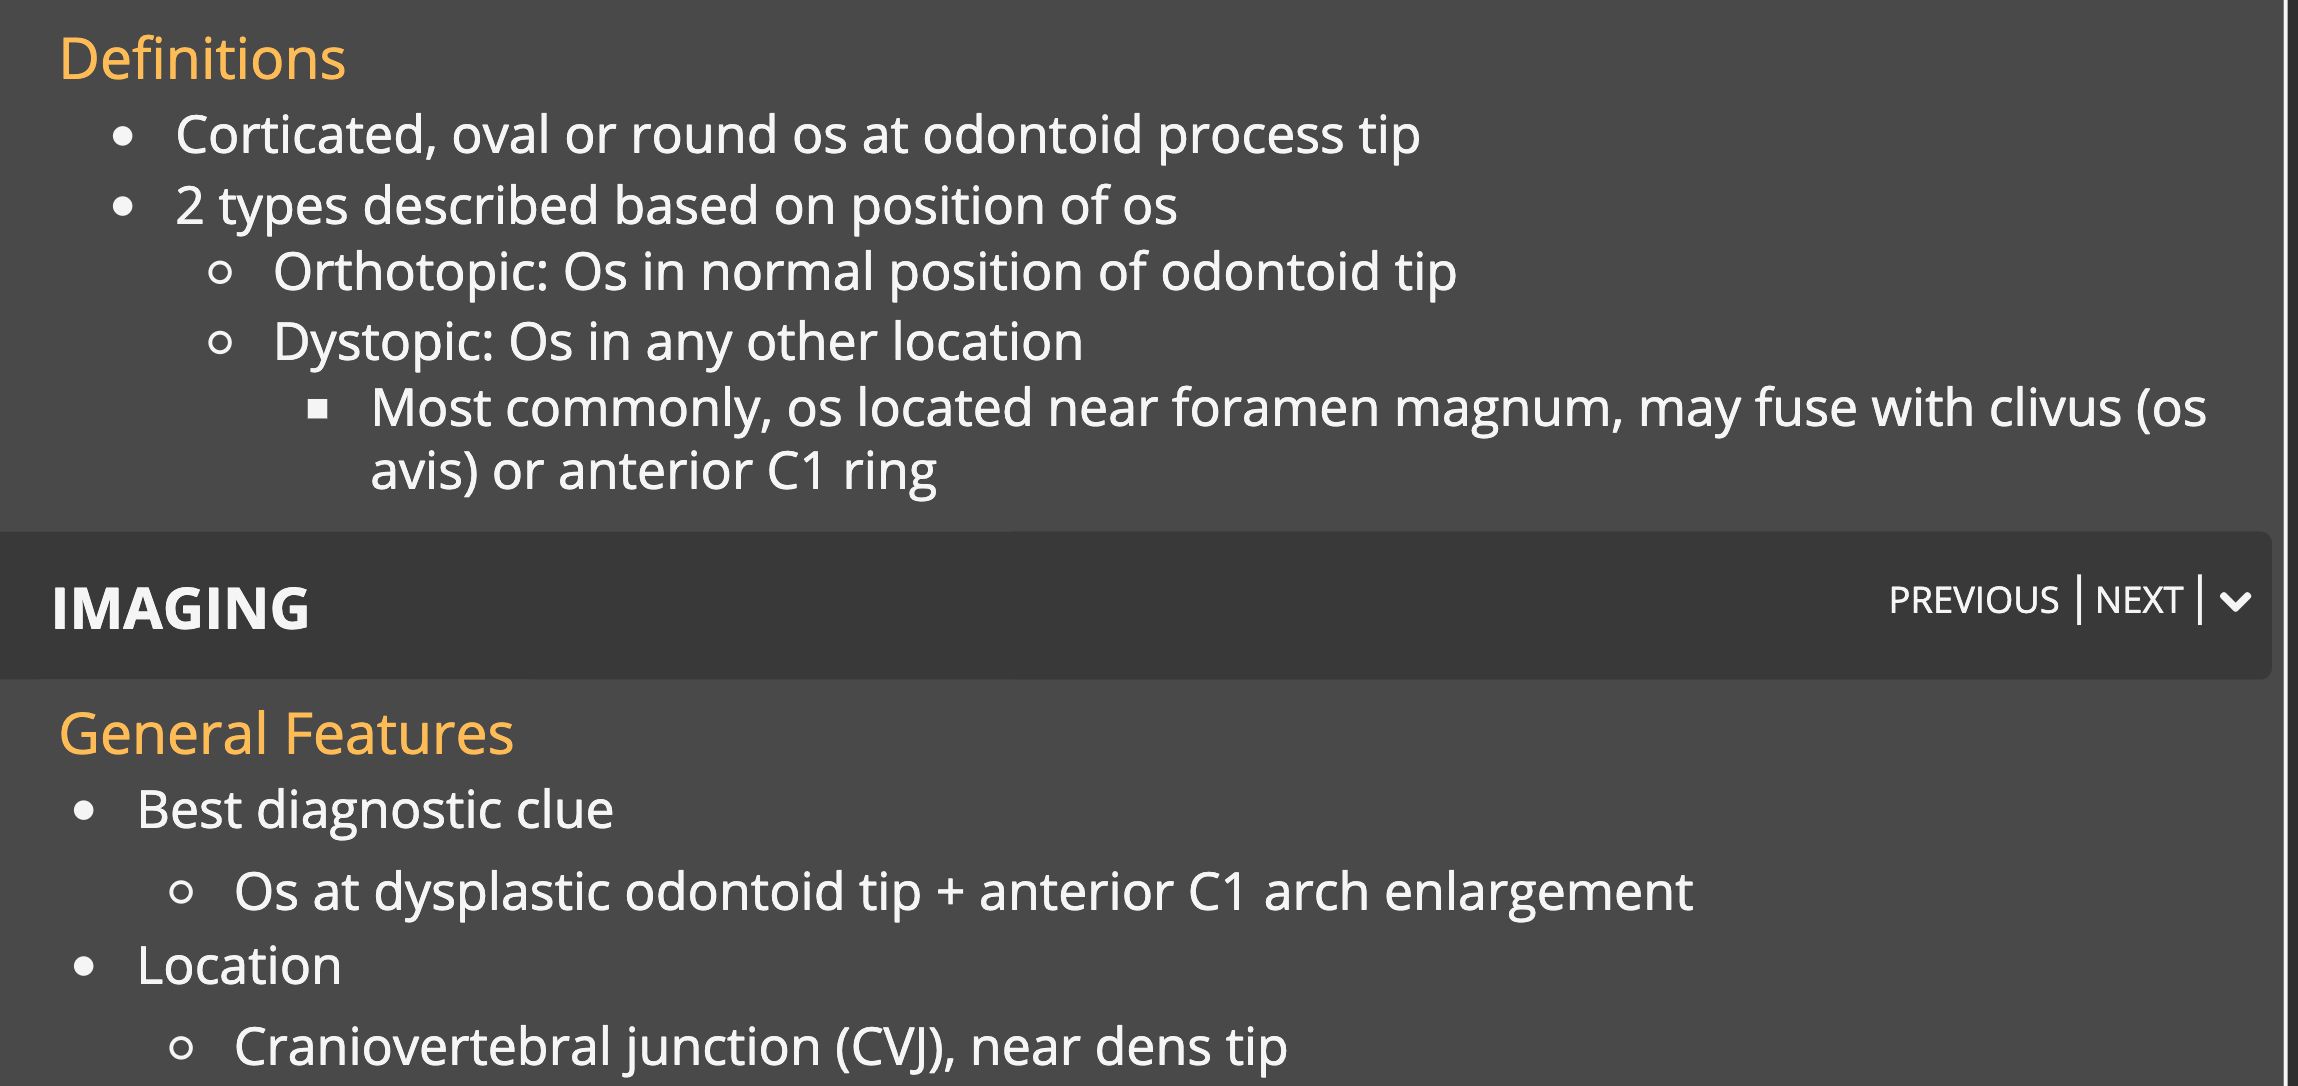 Definitions
• Corticated, oval or round os at odontoid process tip
• 2 types described based on position of os
○ Orthotopic: Os in normal position of odontoid tip
○ Dystopic: Os in any other location
▪ Most commonly, os located near foramen magnum, may fuse with clivus (os
avis) or anterior C1 ring
IMAGING
PREVIOUS | NEXT |
General Features
• Best diagnostic clue
○ Os at dysplastic odontoid tip + anterior C1 arch enlargement
• Location
○ Craniovertebral junction (CVJ), near dens tip